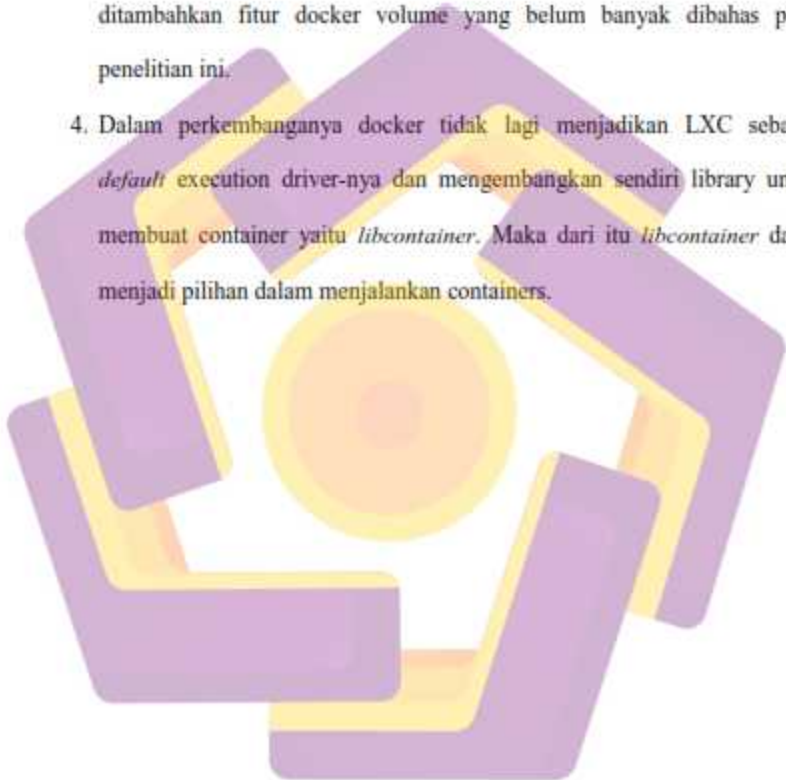 ditambahkan fitur docker volume yang belum banyak dibahas p
penelitian ini.
4. Dalam perkembanganya docker tidak lagi menjadikan LXC seba
default execution driver-nya dan mengembangkan sendiri library un
membuat container yaitu libcontainer. Maka dari itu libcontainer da
menjadi pilihan dalam menjalankan containers.